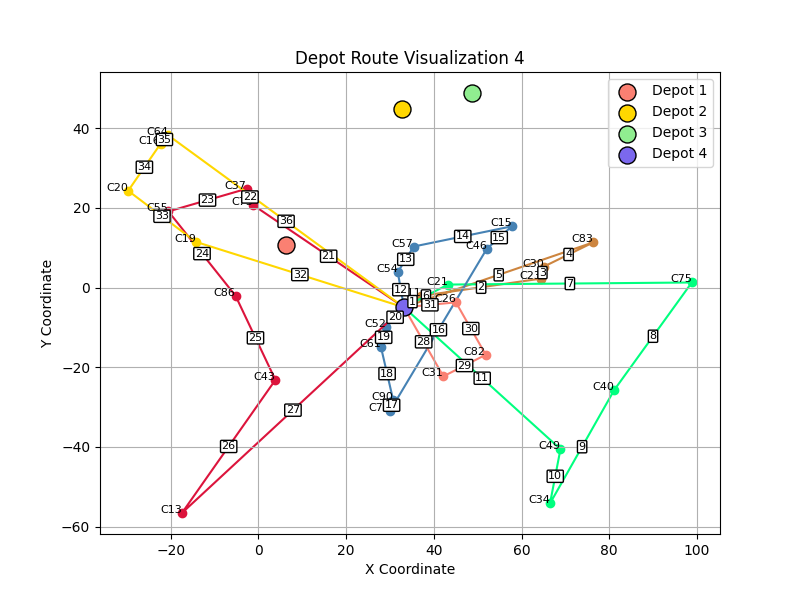 Depot Route Visualization 4
Depot 1
Depot 2
Depot 3
Depot 4
Y Coordinate
40
20
0
−20
−40
−60
−20
0
20
40
60
80
100
X Coordinate
C64
35
34
C20
C37
C55
23
22
33
36
C15
C19
14
C46
15
C83
24
C57
21
13
4
C54
32
C30
5
3
C21
7
C75
2
C86
12
6
1
31
C26
20
C52
16
30
8
25
19
28
C65
C82
18
29
C31
11
C43
C40
C90
17
27
26
C49
9
10
C34
C13